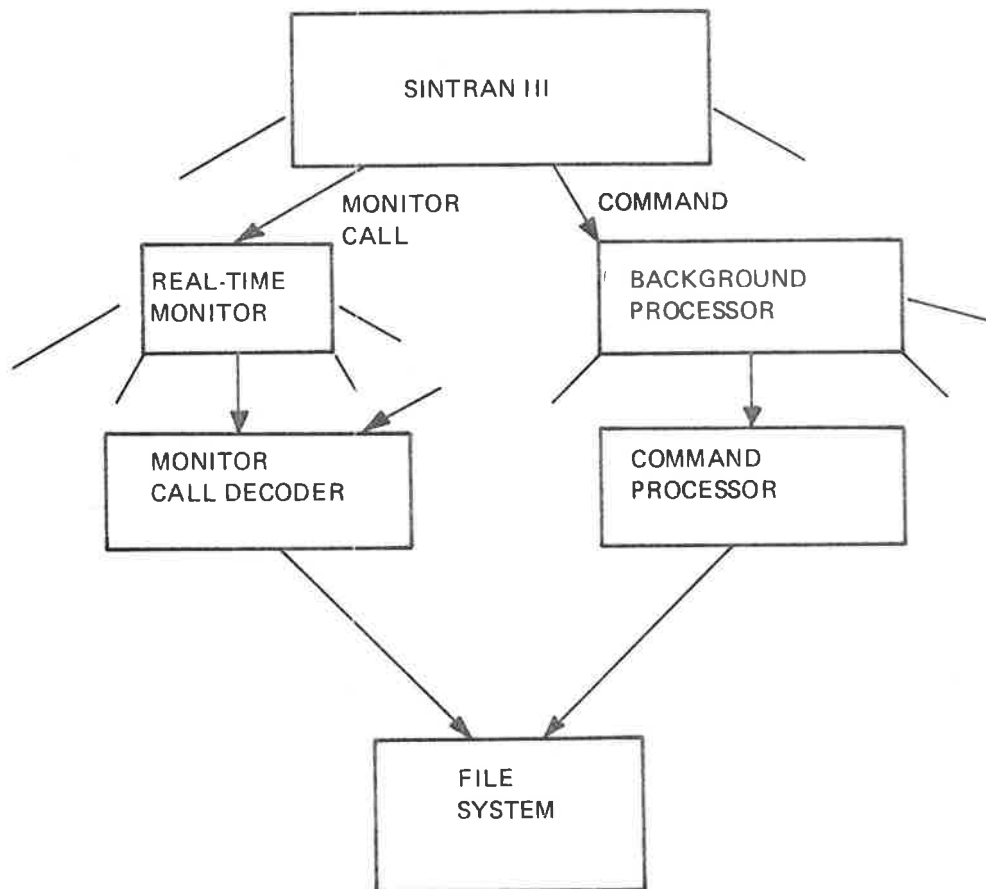 SINTRAN III
MONITOR
CALL
COMMAND
REAL-TIME
MONITOR
BACKGROUND
PROCESSOR
MONITOR
CALL DECODER
COMMAND
PROCESSOR
FILE
SYSTEM